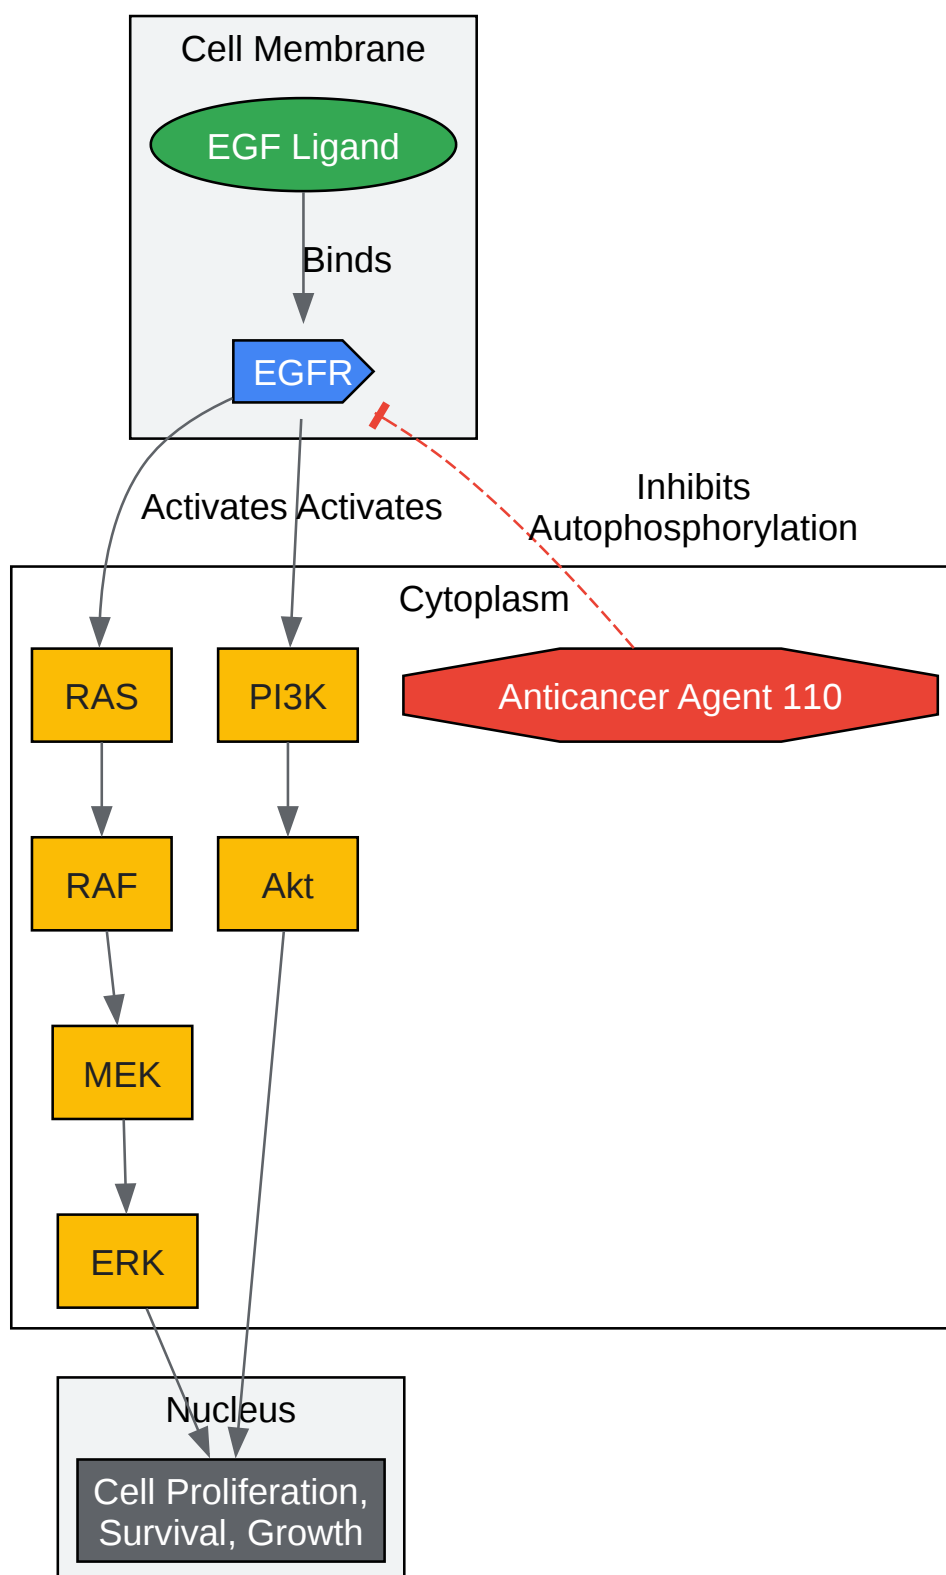 Cell Membrane
EGF Ligand
Binds
EGFR
Activates
Activates
Inhibits
Autophosphorylation
Cytoplasm
RAS
PI3K
Anticancer Agent 110
RAF
Akt
MEK
ERK
Nucleus
Cell Proliferation,
Survival, Growth